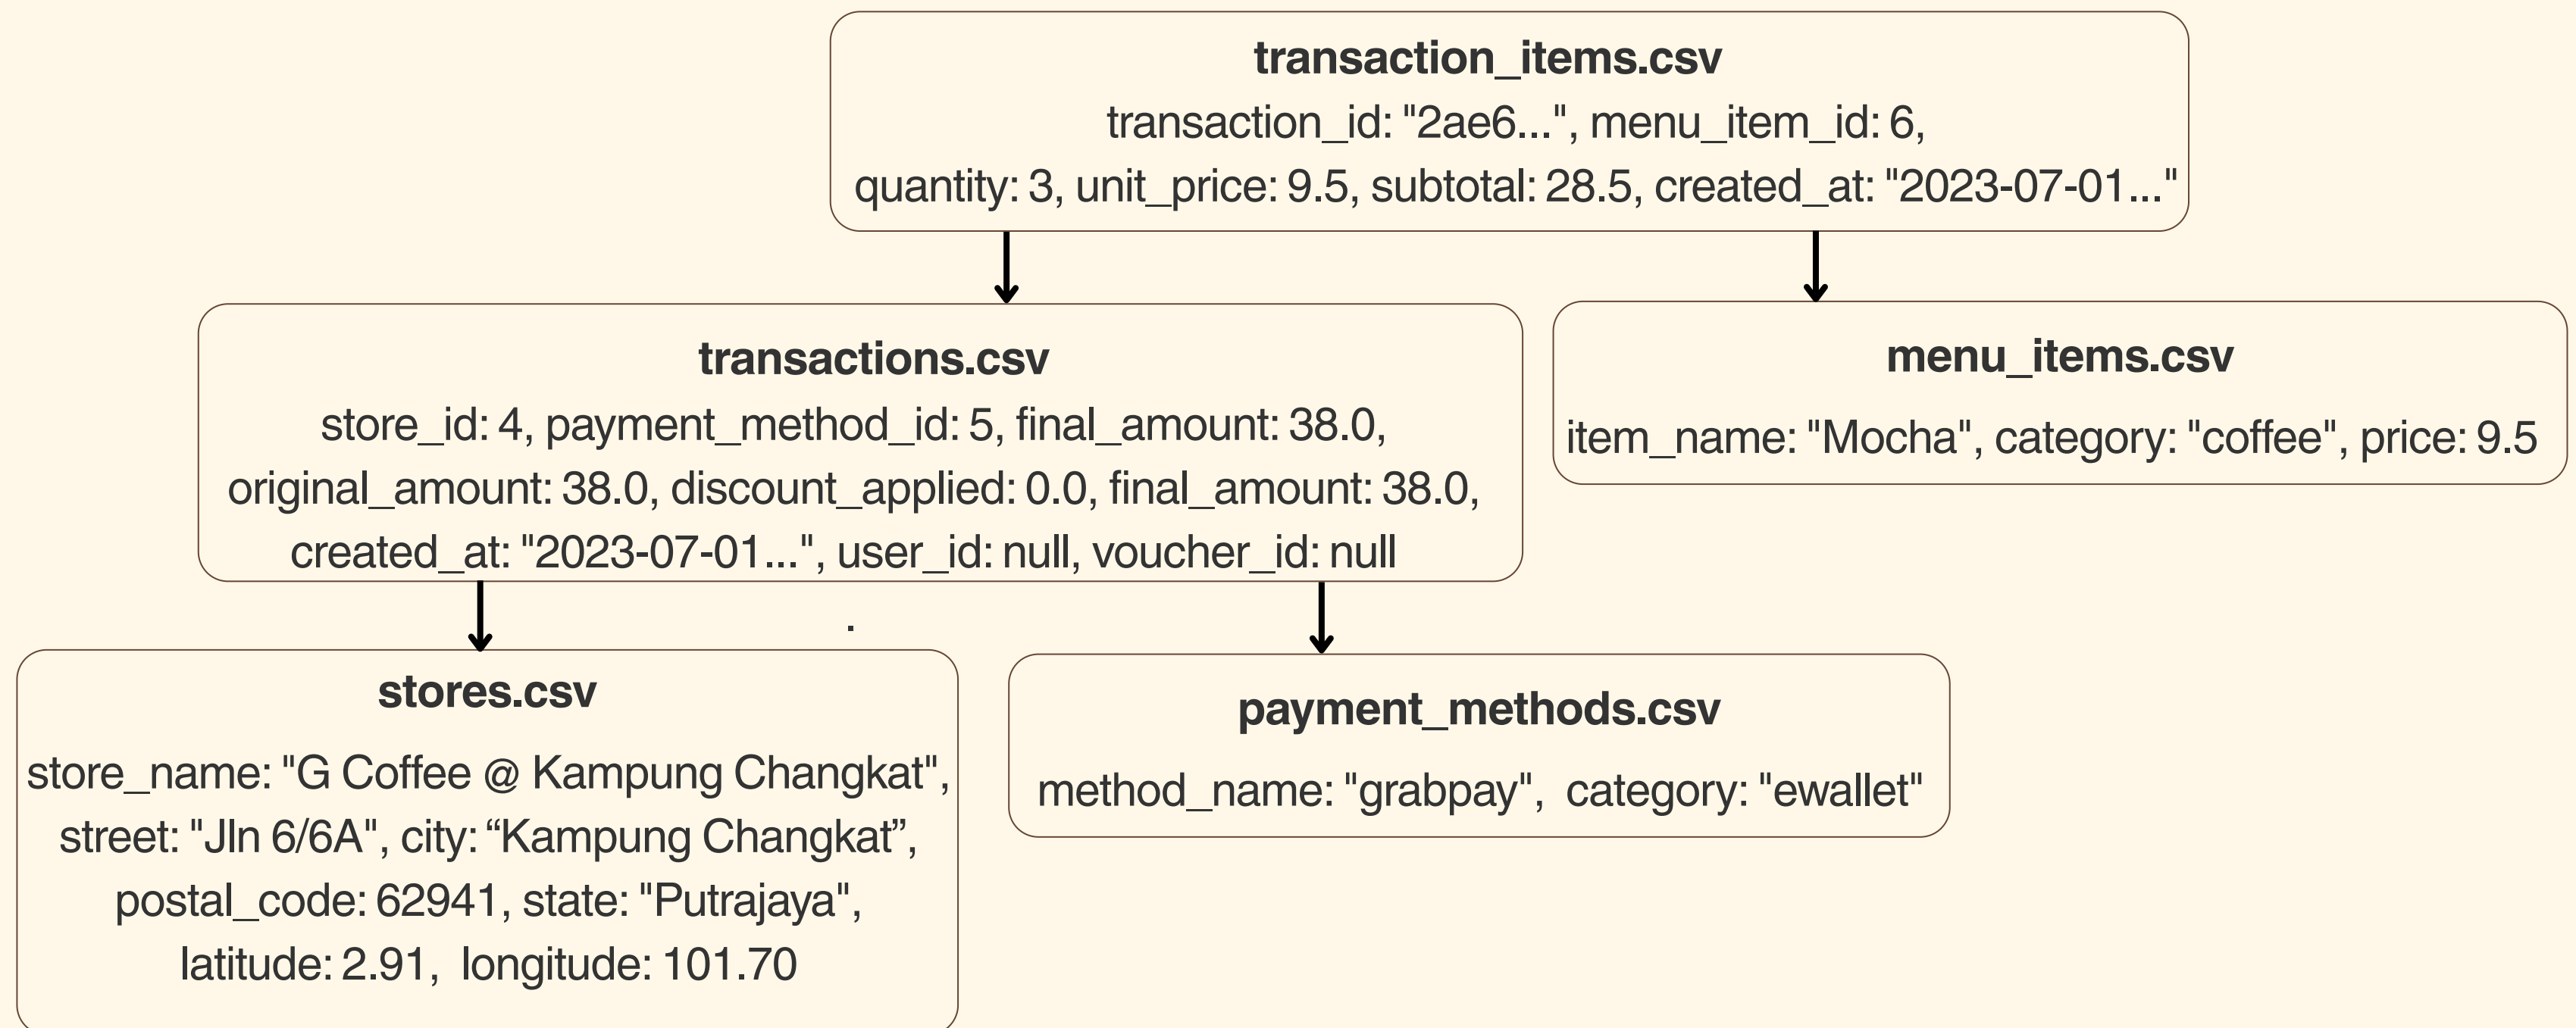 transaction_items.csv
transaction_id: "2ae6...", menu_item_id: 6,
quantity: 3, unit_price: 9.5, subtotal: 28.5, created_at: "2023-07-01..."
transactions.csv
store_id: 4, payment_method_id: 5, final_amount: 38.0,
original_amount: 38.0, discount_applied: 0.0, final_amount: 38.0,
created_at: "2023-07-01...", user_id: null, voucher_id: null
menu_items.csv
item_name: "Mocha", category: "coffee", price: 9.5
.
stores.csv
store_name: "G Coffee @ Kampung Changkat",
street: "Jln 6/6A", city: “Kampung Changkat”,
postal_code: 62941, state: "Putrajaya",
latitude: 2.91,  longitude: 101.70
payment_methods.csv
method_name: "grabpay",  category: "ewallet"